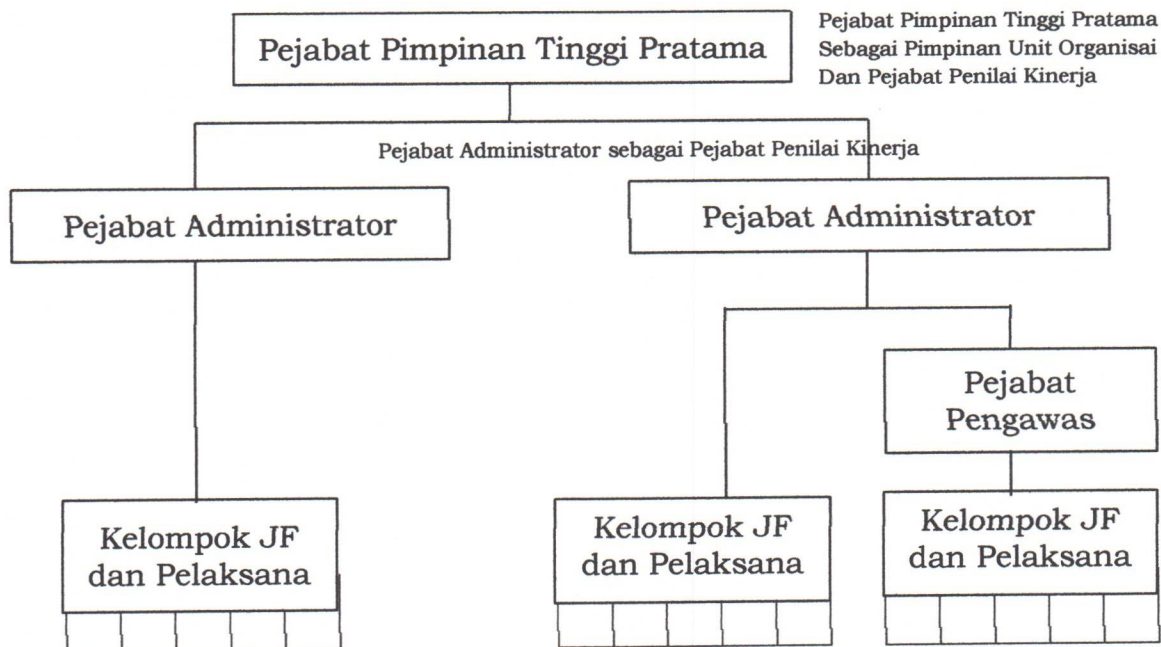 Pejabat Pimpinan Tinggi Pratama
Pejabat Pimpinan Tinggi Pratama
Sebagai Pimpinan Unit Organisai
Dan Pejabat Penilai Kinerja
Pejabat Administrator sebagai Pejabat Penilai Kinerja
Pejabat Administrator
Pejabat Administrator
Pejabat
Pengawas
Kelompok JF
dan Pelaksana
Kelompok JF
dan Pelaksana
Kelompok JF
dan Pelaksana